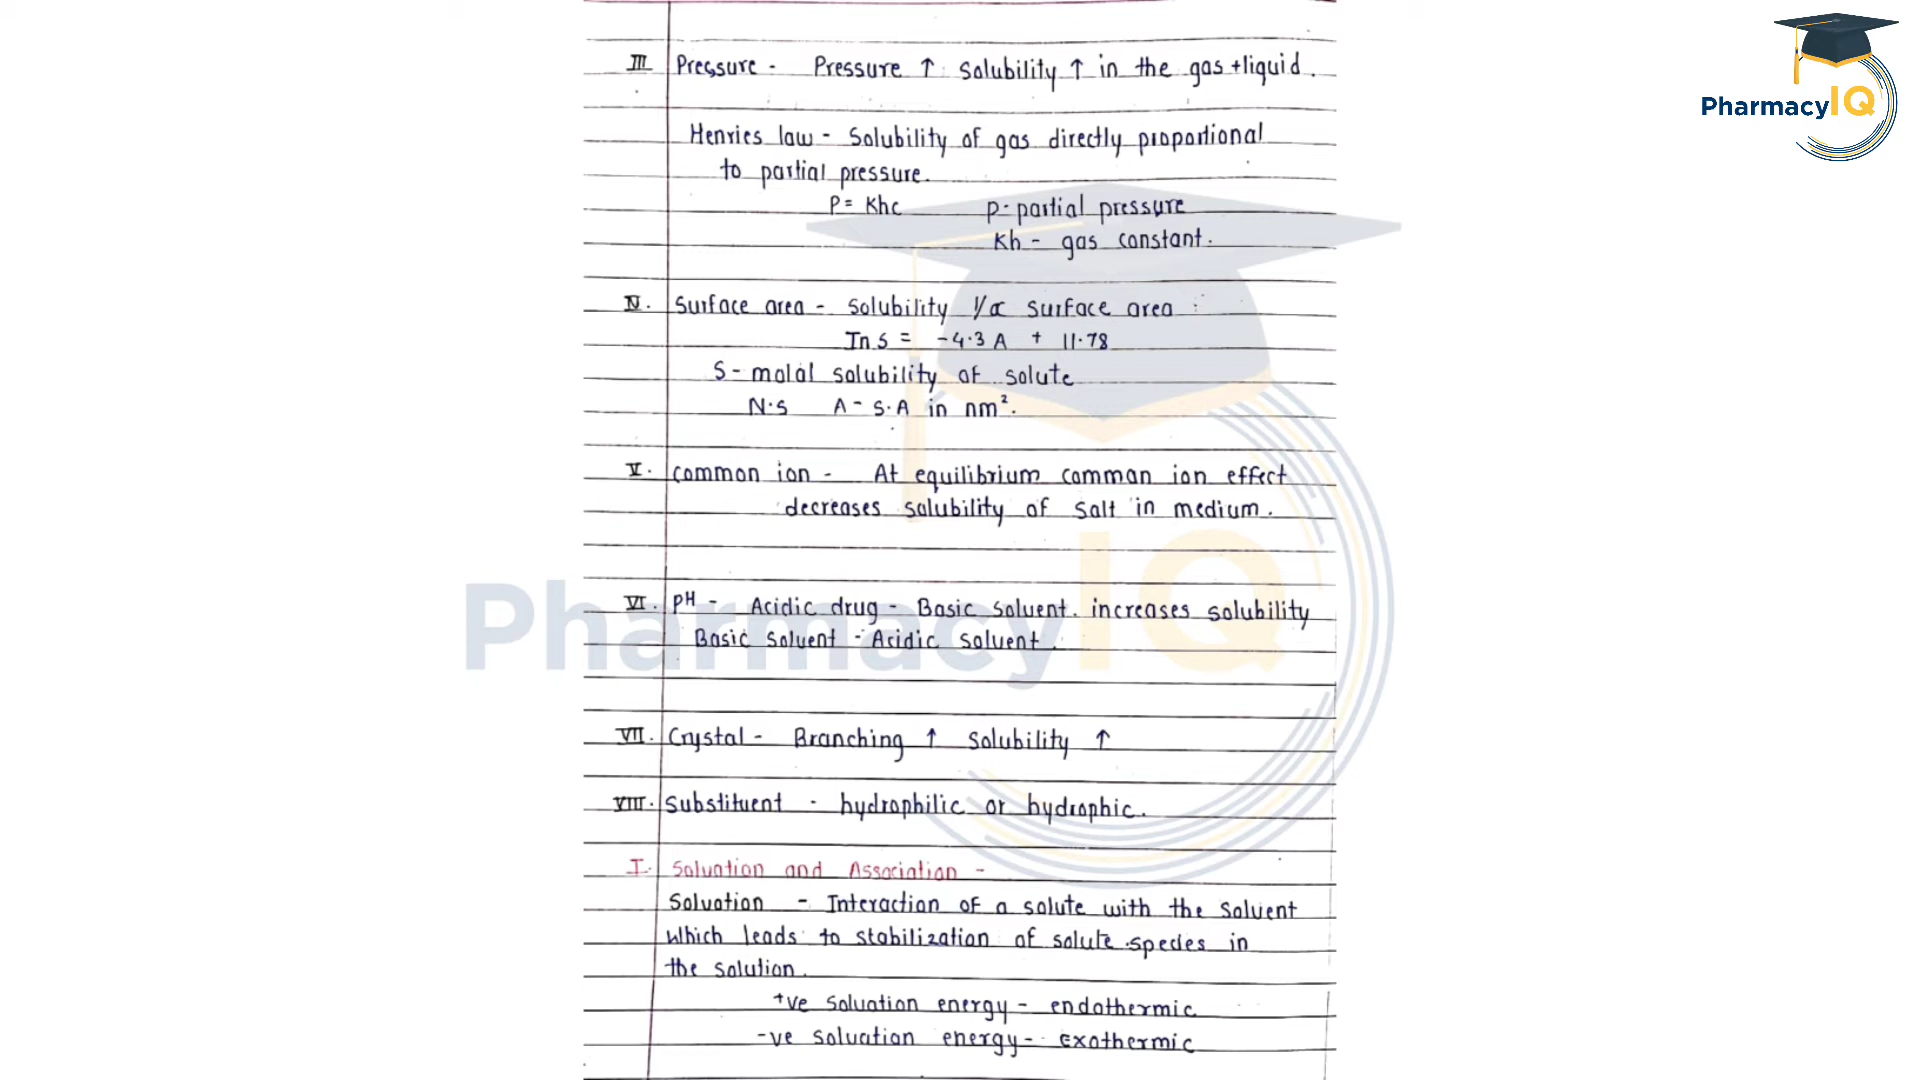 PharmacyIQ
III Pressure - Pressure ↑ Solubility ↑ in the gas + liquid.
Henries law - Solubility of gas directly proportional
to partial pressure.
P = Khc    P - partial pressure
Kh - gas constant.
IV. Surface area - Solubility 1/α Surface area :
In S = -4.3 A + 11.78
S - molal solubility of solute
N.S    A - S.A in nm².
V. Common ion - At equilibrium common ion effect
decreases solubility of salt in medium.
VI. PH - Acidic drug - Basic Solvent. increases solubility
Basic Solvent - Acidic Solvent.
PharmacyIQ
VII. Crystal - Branching ↑ Solubility ↑
VIII. Substituent - hydrophilic or hydrophic.
I. Solvation and Association -
Solvation - Interaction of a solute with the Solvent
Which leads to stabilization of solute species in
the solution.
+ve Solvation energy - endothermic
-ve Solvation energy - Exothermic